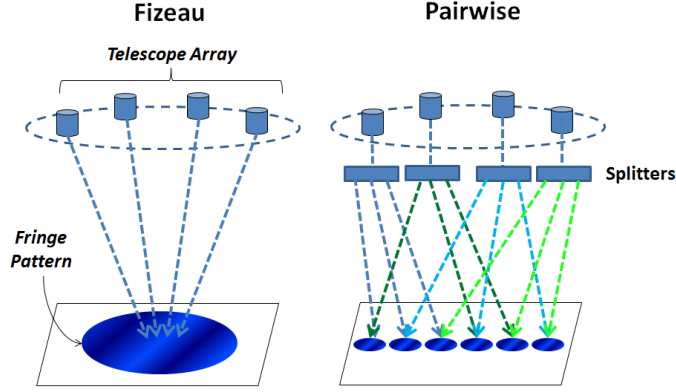 Fizeau
Pairwise
Telescope Array
Splitters
Fringe
Pattern